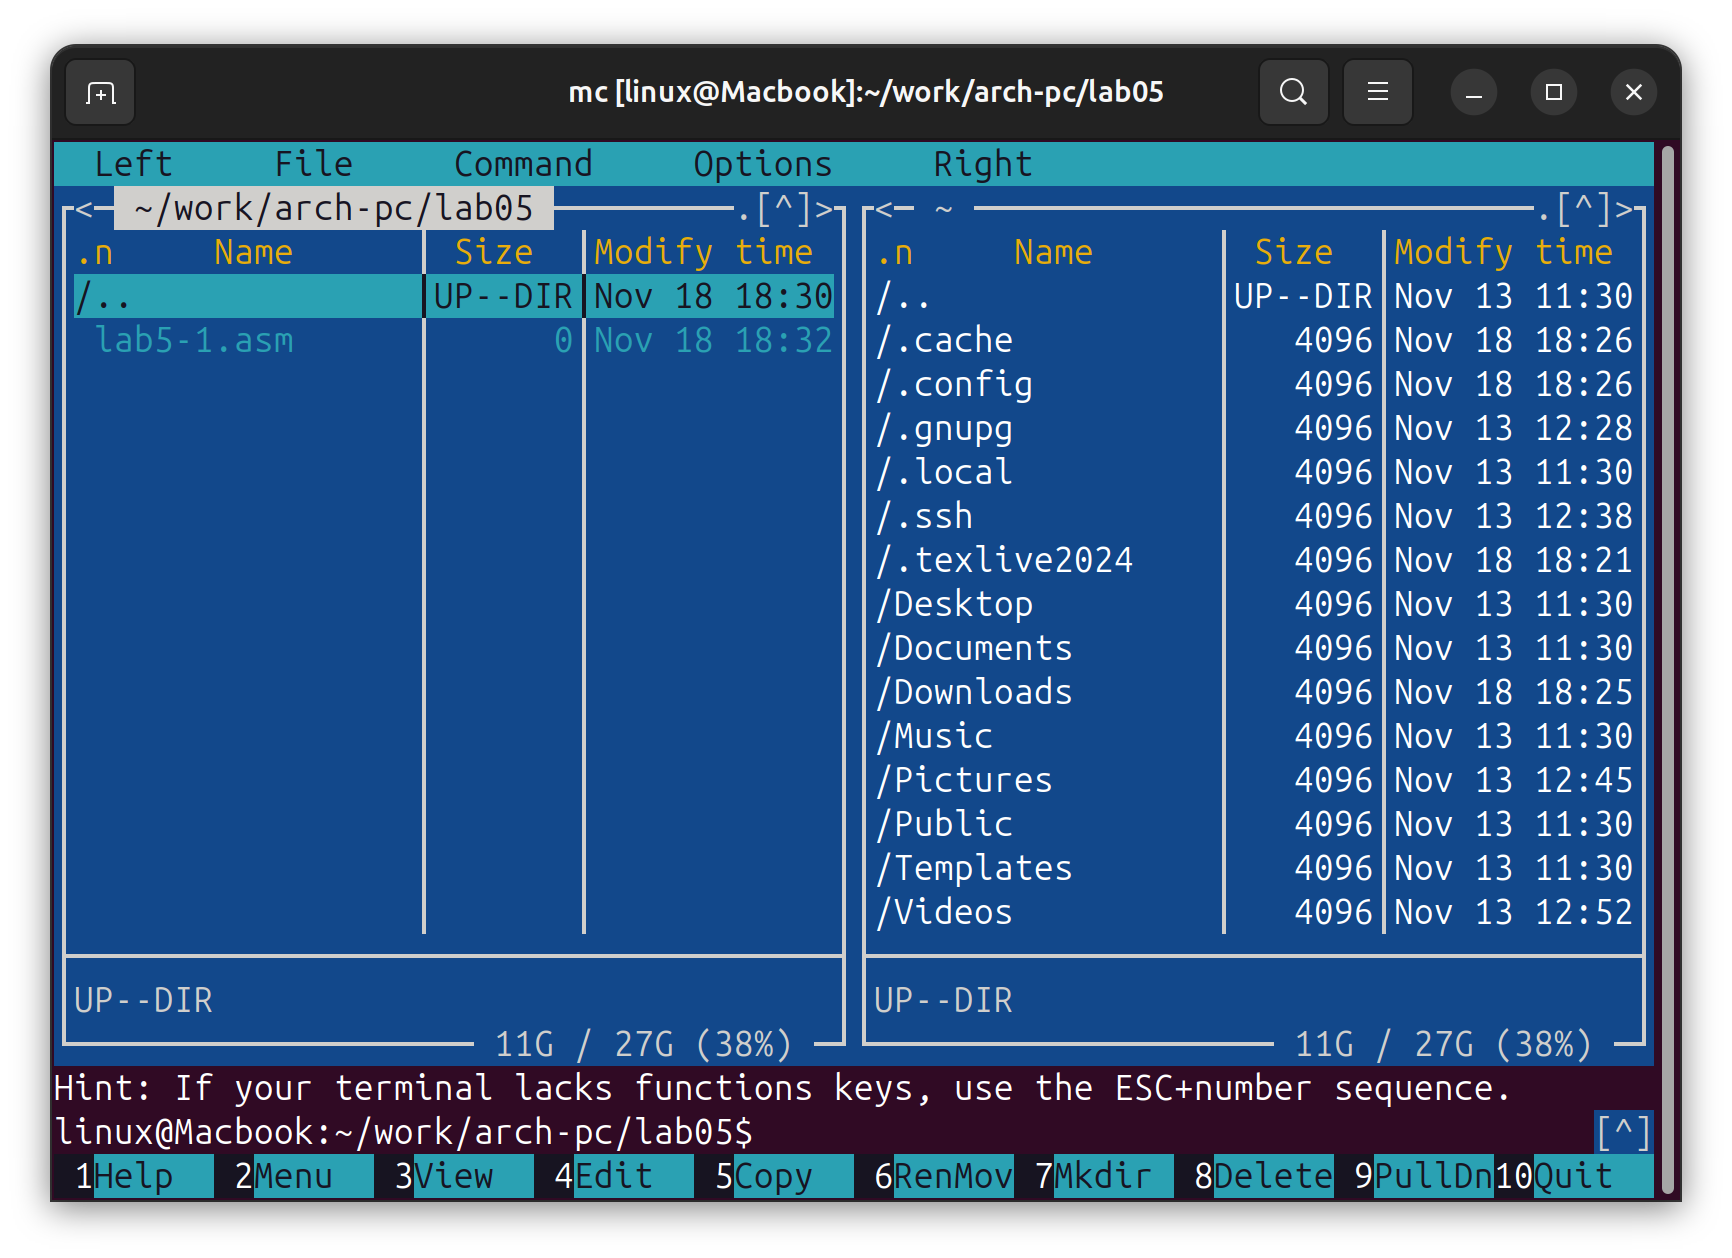 mc [linux@Macbook]:~/work/arch-pc/lab05
Left File Command Options Right
<─ ~/work/arch-pc/lab05 ─.[^]>
.n Name Size Modify time
/.. UP--DIR Nov 18 18:30
lab5-1.asm 0 Nov 18 18:32
UP--DIR
11G / 27G (38%)
<─ ~ ─.[^]>
.n Name Size Modify time
/.. UP--DIR Nov 13 11:30
/.cache 4096 Nov 18 18:26
/.config 4096 Nov 18 18:26
/.gnupg 4096 Nov 13 12:28
/.local 4096 Nov 13 11:30
/.ssh 4096 Nov 13 12:38
/.texlive2024 4096 Nov 18 18:21
/Desktop 4096 Nov 13 11:30
/Documents 4096 Nov 13 11:30
/Downloads 4096 Nov 18 18:25
/Music 4096 Nov 13 11:30
/Pictures 4096 Nov 13 12:45
/Public 4096 Nov 13 11:30
/Templates 4096 Nov 13 11:30
/Videos 4096 Nov 13 12:52
UP--DIR
11G / 27G (38%)
Hint: If your terminal lacks functions keys, use the ESC+number sequence.
linux@Macbook:~/work/arch-pc/lab05$ [^]
1Help 2Menu 3View 4Edit 5Copy 6RenMov 7Mkdir 8Delete 9PullDn 10Quit